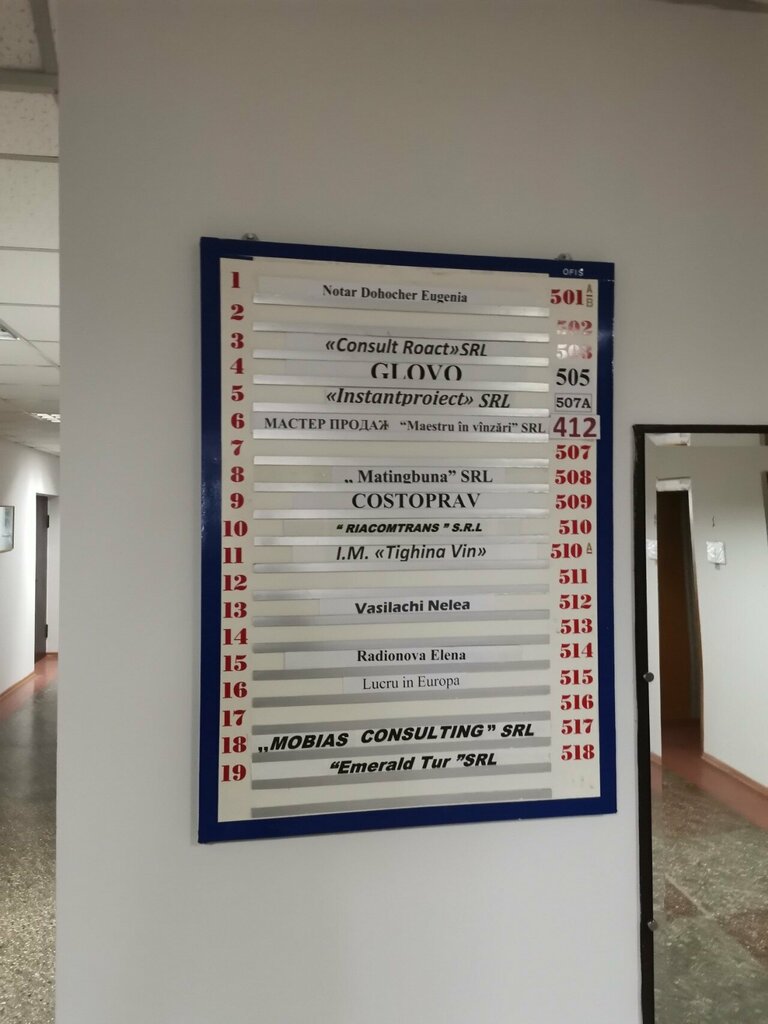 OFIS
1 Notar Dohocher Eugenia 501 A/B
2 502
3 «Consult Roact»SRL 503
4 GLOVO 505
5 «Instantproiect» SRL 507A
6 МАСТЕР ПРОДАЖ “Maestru în vînzări” SRL 412
7 507
8 „ Matingbuna” SRL 508
9 COSTOPRAV 509
10 “ RIACOMTRANS ” S.R.L 510
11 I.M. «Tighina Vin» 510 A
12 511
13 Vasilachi Nelea 512
14 513
15 Radionova Elena 514
16 Lucru in Europa 515
17 516
18 „MOBIAS CONSULTING” SRL 517
19 “Emerald Tur ”SRL 518